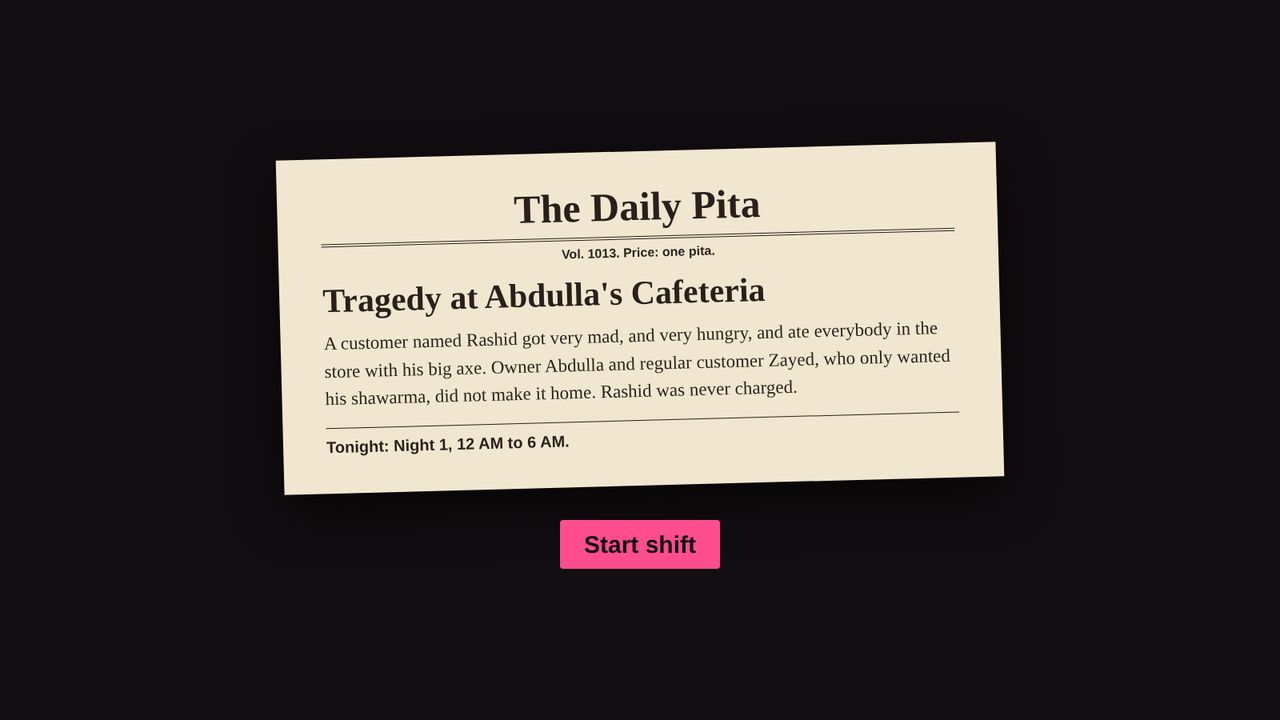 The Daily Pita
Vol. 1013. Price: one pita.
Tragedy at Abdulla's Cafeteria
A customer named Rashid got very mad, and very hungry, and ate everybody in the
store with his big axe. Owner Abdulla and regular customer Zayed, who only wanted
his shawarma, did not make it home. Rashid was never charged.
Tonight: Night 1, 12 AM to 6 AM.
Start shift